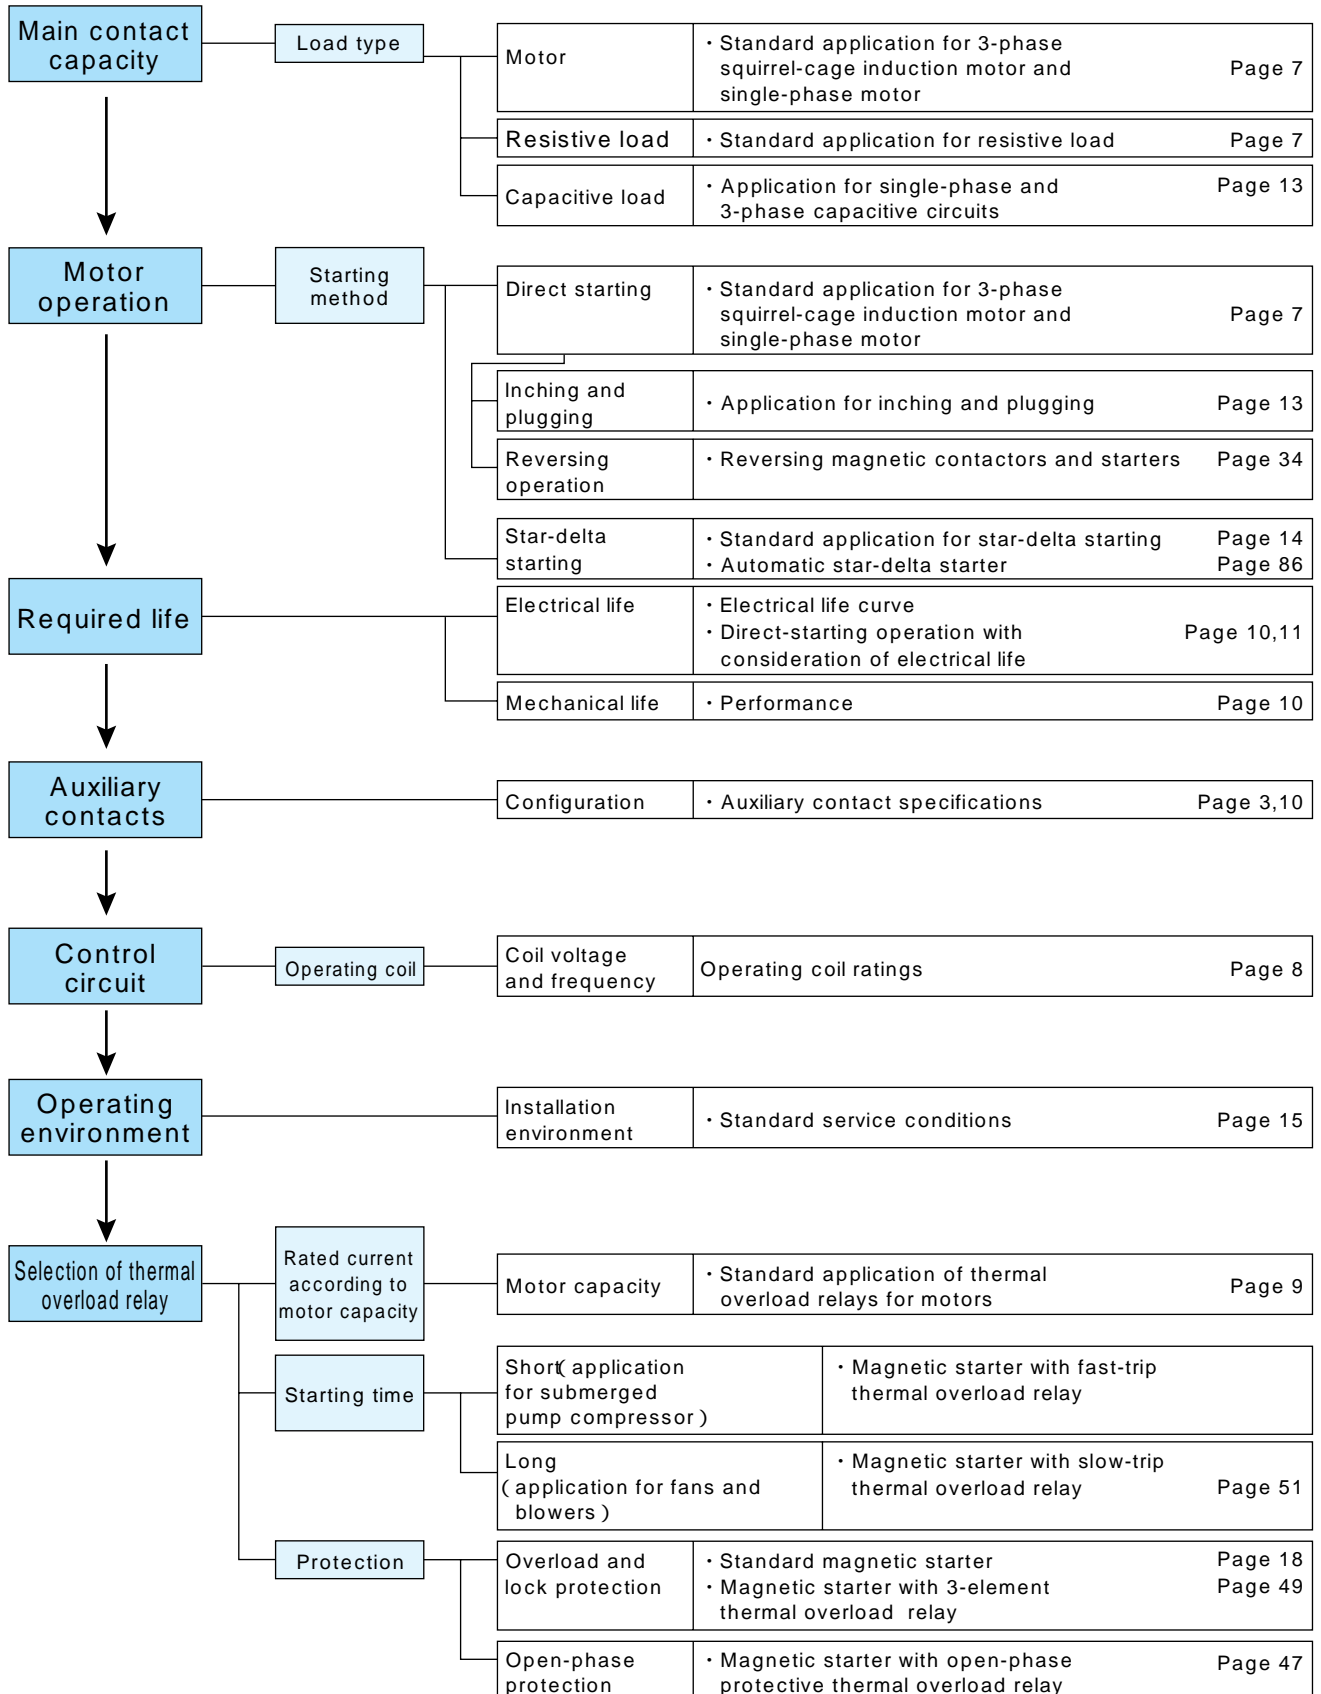 Main contact
capacity
Load type
Motor
・Standard application for 3-phase
squirrel-cage induction motor and
single-phase motor
Page 7
Resistive load
・Standard application for resistive load
Page 7
Capacitive load
・Application for single-phase and
3-phase capacitive circuits
Page 13
Motor
operation
Starting
method
Direct starting
・Standard application for 3-phase
squirrel-cage induction motor and
single-phase motor
Page 7
Inching and
plugging
・Application for inching and plugging
Page 13
Reversing
operation
・Reversing magnetic contactors and starters
Page 34
Star-delta
starting
・Standard application for star-delta starting
Page 14
・Automatic star-delta starter
Page 86
Required life
Electrical life
・Electrical life curve
・Direct-starting operation with
consideration of electrical life
Page 10,11
Mechanical life
・Performance
Page 10
Auxiliary
contacts
Configuration
・Auxiliary contact specifications
Page 3,10
Control
circuit
Operating coil
Coil voltage
and frequency
Operating coil ratings
Page 8
Operating
environment
Installation
environment
・Standard service conditions
Page 15
Selection of thermal
overload relay
Rated current
according to
motor capacity
Motor capacity
・Standard application of thermal
overload relays for motors
Page 9
Starting time
Short(application
for submerged
pump compressor)
・Magnetic starter with fast-trip
thermal overload relay
Long
(application for fans and
blowers)
・Magnetic starter with slow-trip
thermal overload relay
Page 51
Protection
Overload and
lock protection
・Standard magnetic starter
Page 18
・Magnetic starter with 3-element
thermal overload relay
Page 49
Open-phase
protection
・Magnetic starter with open-phase
protective thermal overload relay
Page 47